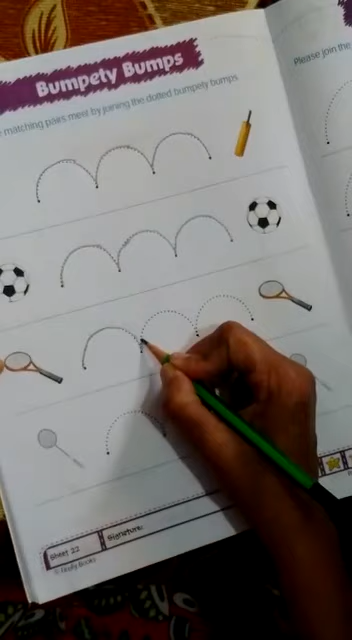 Bumpety Bumps
matching pairs meet by joining the dotted bumpety bumps
Please join the
Sheet 22
Signature: